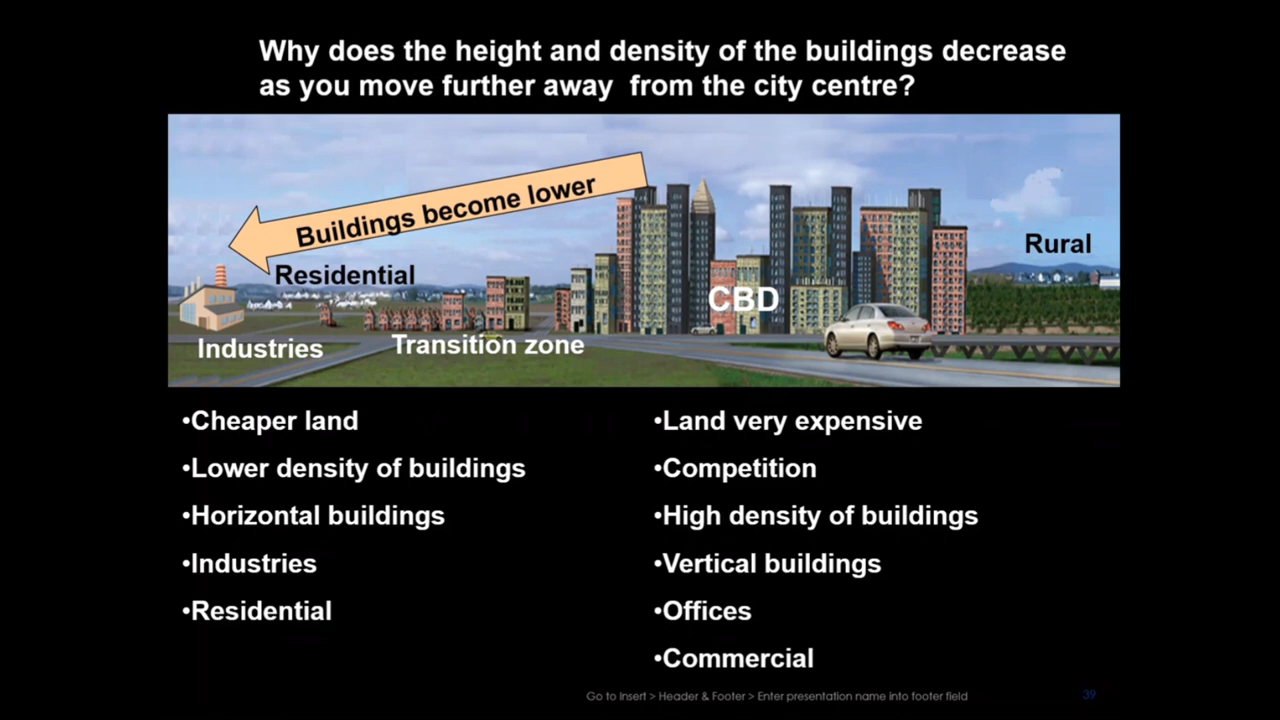 Why does the height and density of the buildings decrease
as you move further away  from the city centre?
Buildings become lower
Residential
Rural
CBD
Industries
Transition zone
•Cheaper land
•Lower density of buildings
•Horizontal buildings
•Industries
•Residential
•Land very expensive
•Competition
•High density of buildings
•Vertical buildings
•Offices
•Commercial
Go to Insert > Header & Footer > Enter presentation name into footer field
39